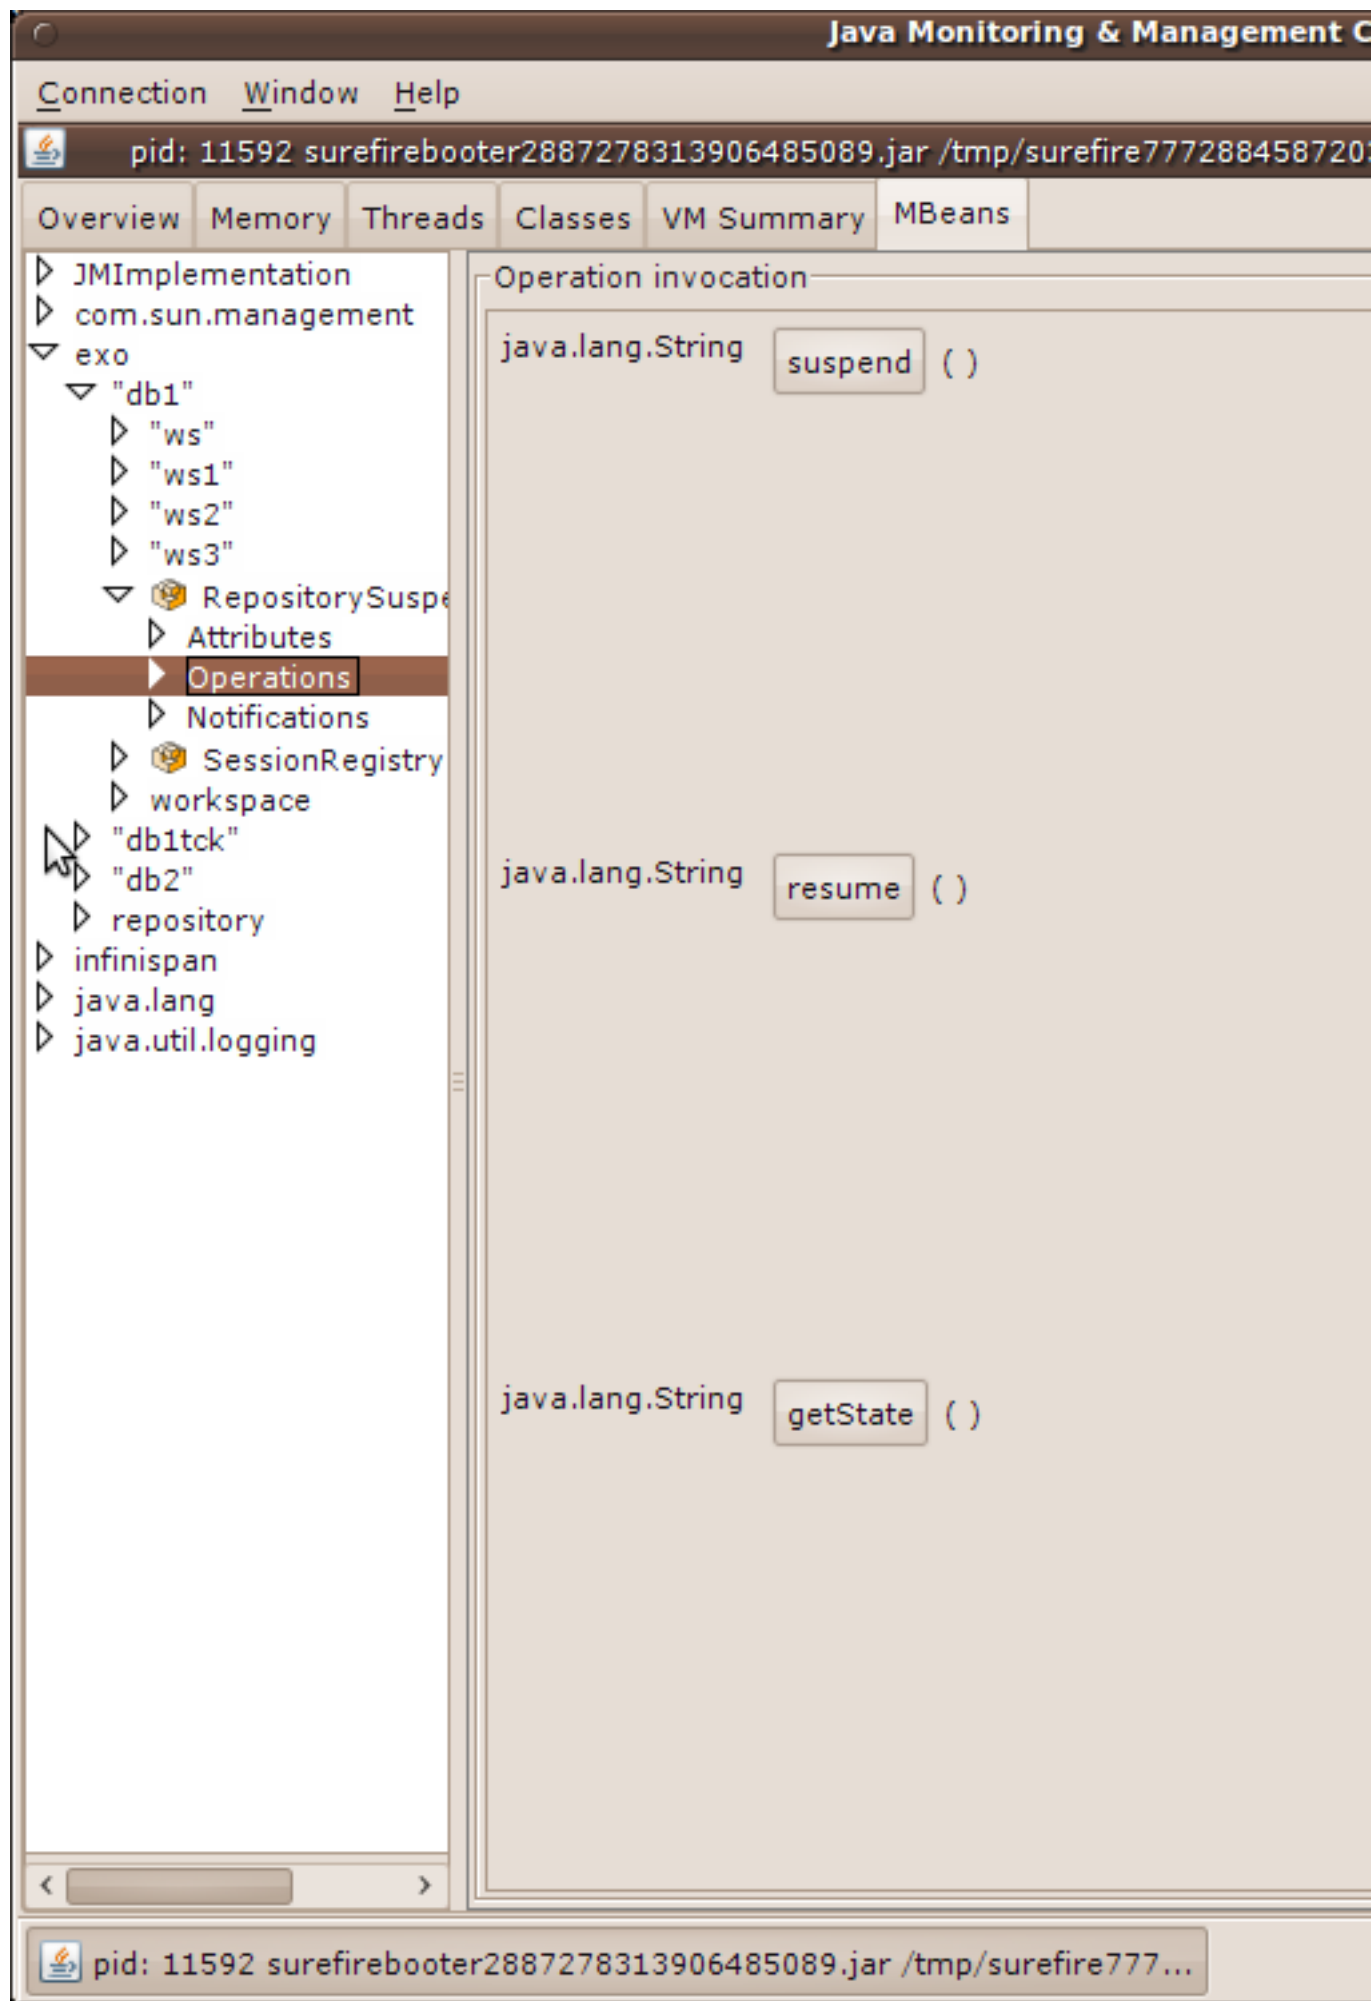 Java Monitoring & Management C
Connection Window Help
pid: 11592 surefirebooter2887278313906485089.jar /tmp/surefire777288458720
Overview Memory Threads Classes VM Summary MBeans
JMImplementation
com.sun.management
exo
"db1"
"ws"
"ws1"
"ws2"
"ws3"
RepositorySuspe
Attributes
Operations
Notifications
SessionRegistry
workspace
"db1tck"
"db2"
repository
infinispan
java.lang
java.util.logging
Operation invocation
java.lang.String suspend ( )
java.lang.String resume ( )
java.lang.String getState ( )
pid: 11592 surefirebooter2887278313906485089.jar /tmp/surefire777...